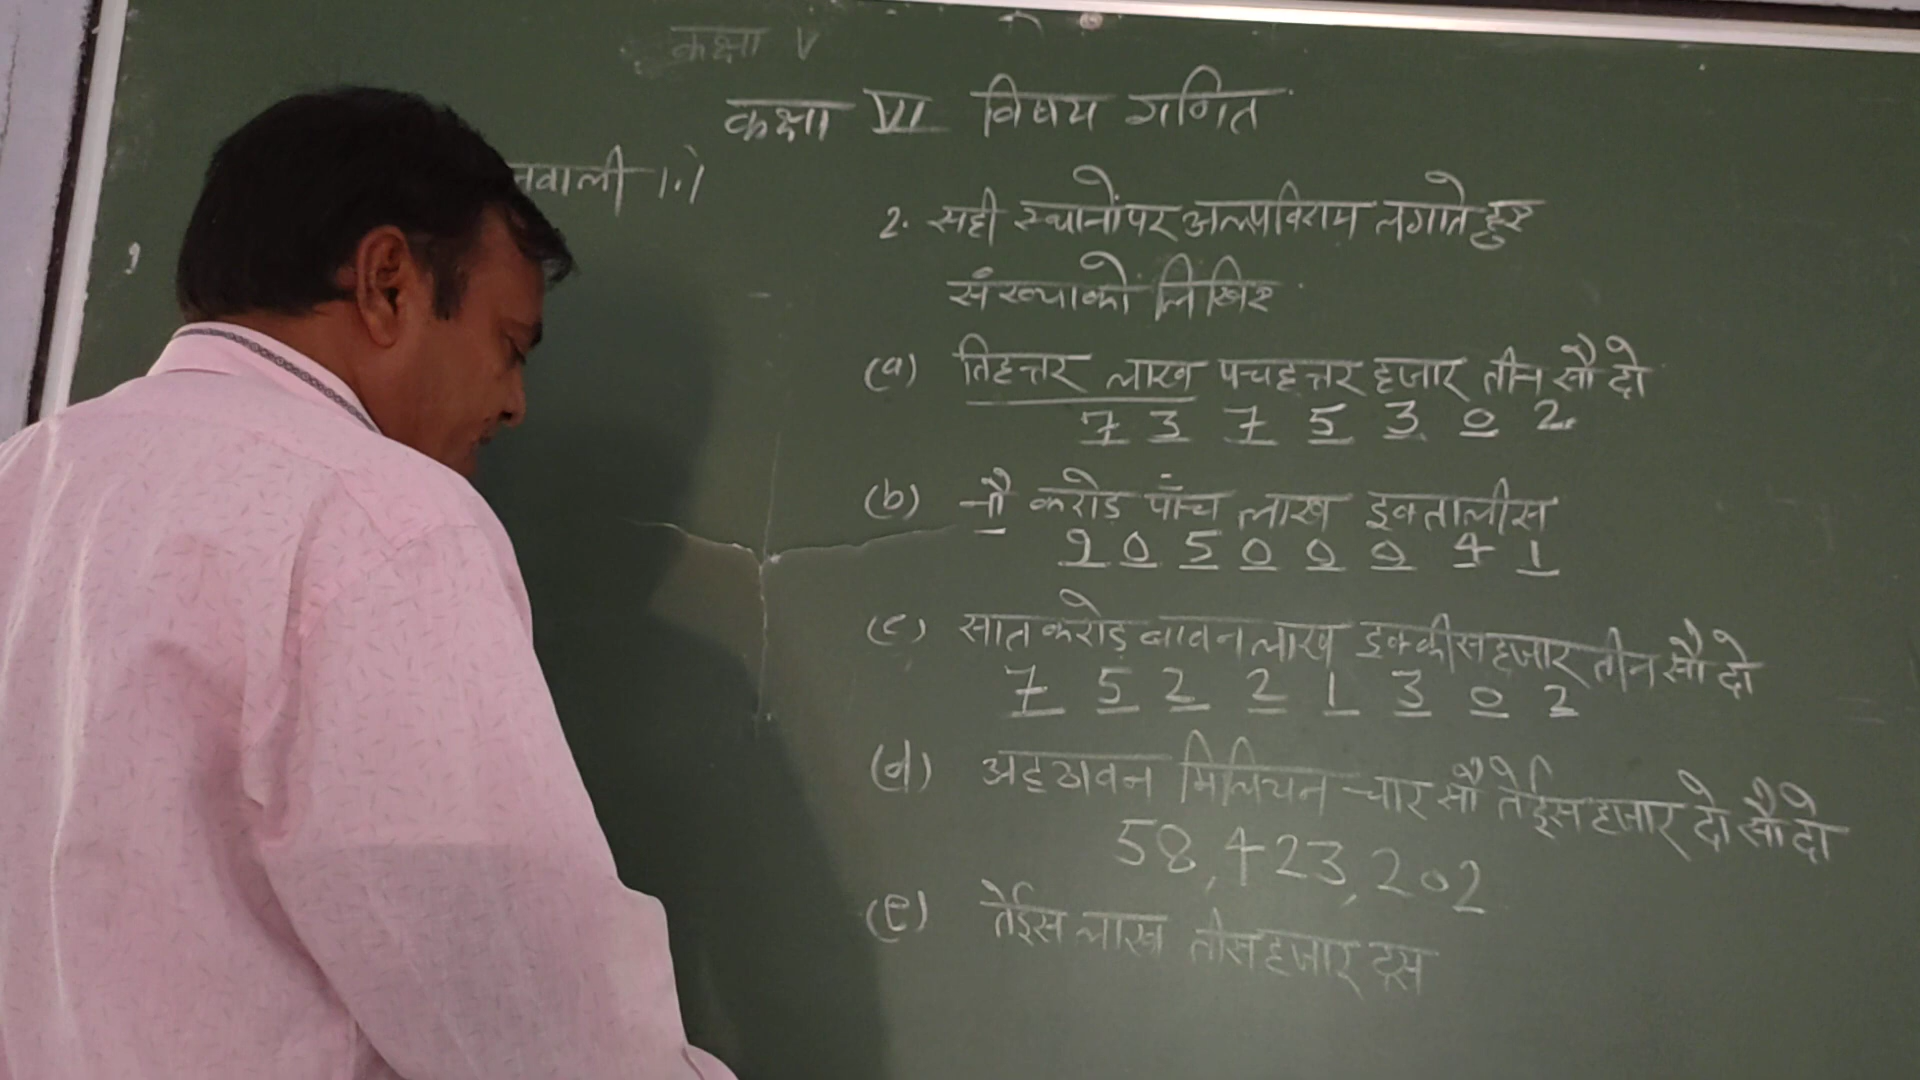 कक्षा V
कक्षा VI विषय गणित
नवाली 1.1
2. सही स्थानों पर अल्पविराम लगाते हुए
संख्या को लिखिए
(a) तिहत्तर लाख पचहत्तर हजार तीन सौ दो
7 3 7 5 3 0 2
(b) नौ करोड़ पाँच लाख इकतालीस
9 0 5 0 0 0 4 1
(c) सात करोड़ बावन लाख इक्कीस हजार तीन सौ दो
7 5 2 2 1 3 0 2
(d) अट्ठावन मिलियन चार सौ तेईस हजार दो सौ दो
58,423,202
(e) तेईस लाख तीस हजार दस